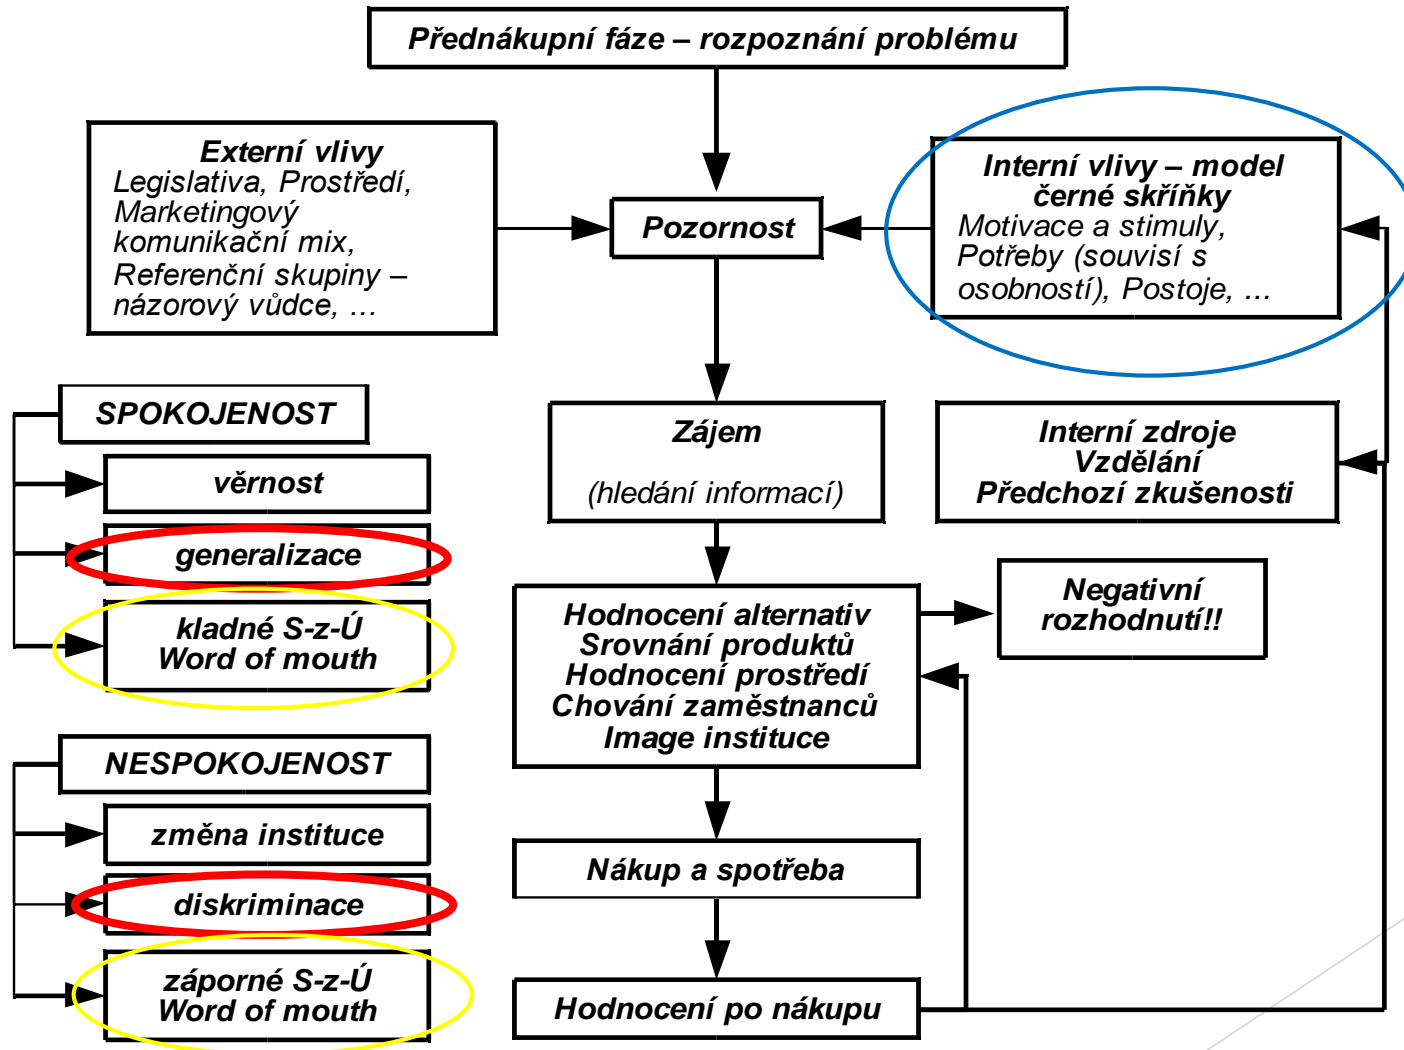 Přednákupní fáze – rozpoznání problému
Externí vlivy
Legislativa, Prostředí,
Marketingový
komunikační mix,
Referenční skupiny –
názorový vůdce, ...
Pozornost
Interní vlivy – model
černé skříňky
Motivace a stimuly,
Potřeby (souvisí s
osobností), Postoje, ...
SPOKOJENOST
věrnost
generalizace
kladné S-z-Ú
Word of mouth
Zájem
(hledání informací)
Interní zdroje
Vzdělání
Předchozí zkušenosti
Hodnocení alternativ
Srovnání produktů
Hodnocení prostředí
Chování zaměstnanců
Image instituce
Negativní
rozhodnutí!!
NESPOKOJENOST
změna instituce
diskriminace
záporné S-z-Ú
Word of mouth
Nákup a spotřeba
Hodnocení po nákupu